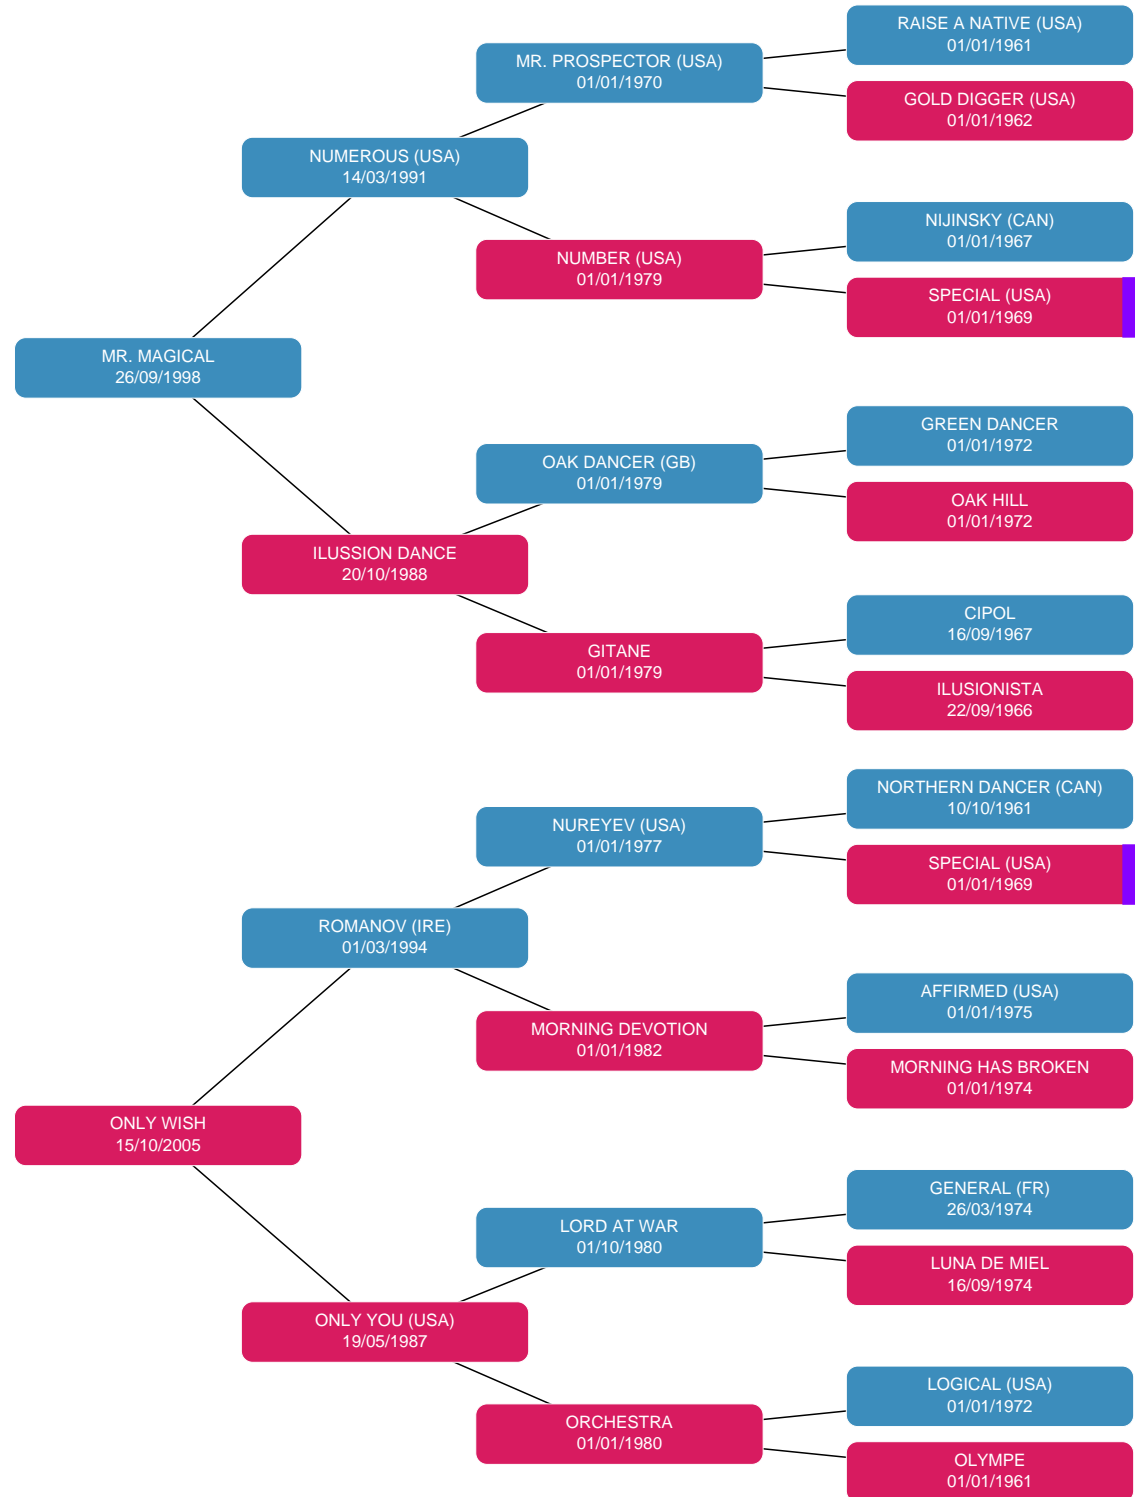 RAISE A NATIVE (USA)
01/01/1961
MR. PROSPECTOR (USA)
01/01/1970
GOLD DIGGER (USA)
01/01/1962
NUMEROUS (USA)
14/03/1991
NIJINSKY (CAN)
01/01/1967
NUMBER (USA)
01/01/1979
SPECIAL (USA)
01/01/1969
MR. MAGICAL
26/09/1998
GREEN DANCER
01/01/1972
OAK DANCER (GB)
01/01/1979
OAK HILL
01/01/1972
ILUSSION DANCE
20/10/1988
CIPOL
16/09/1967
GITANE
01/01/1979
ILUSIONISTA
22/09/1966
NORTHERN DANCER (CAN)
10/10/1961
NUREYEV (USA)
01/01/1977
SPECIAL (USA)
01/01/1969
ROMANOV (IRE)
01/03/1994
AFFIRMED (USA)
01/01/1975
MORNING DEVOTION
01/01/1982
MORNING HAS BROKEN
01/01/1974
ONLY WISH
15/10/2005
GENERAL (FR)
26/03/1974
LORD AT WAR
01/10/1980
LUNA DE MIEL
16/09/1974
ONLY YOU (USA)
19/05/1987
LOGICAL (USA)
01/01/1972
ORCHESTRA
01/01/1980
OLYMPE
01/01/1961